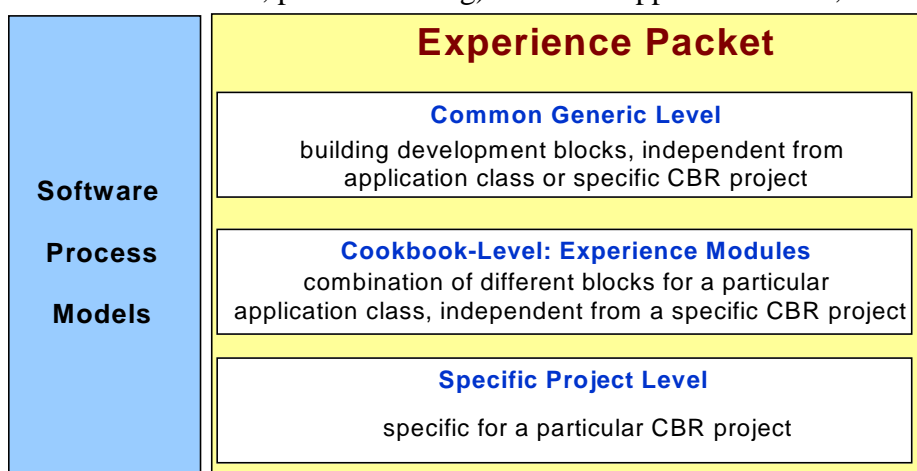 Software
Process
Models
Experience Packet
Common Generic Level
building development blocks, independent from
application class or specific CBR project
Cookbook-Level: Experience Modules
combination of different blocks for a particular
application class, independent from a specific CBR project
Specific Project Level
specific for a particular CBR project